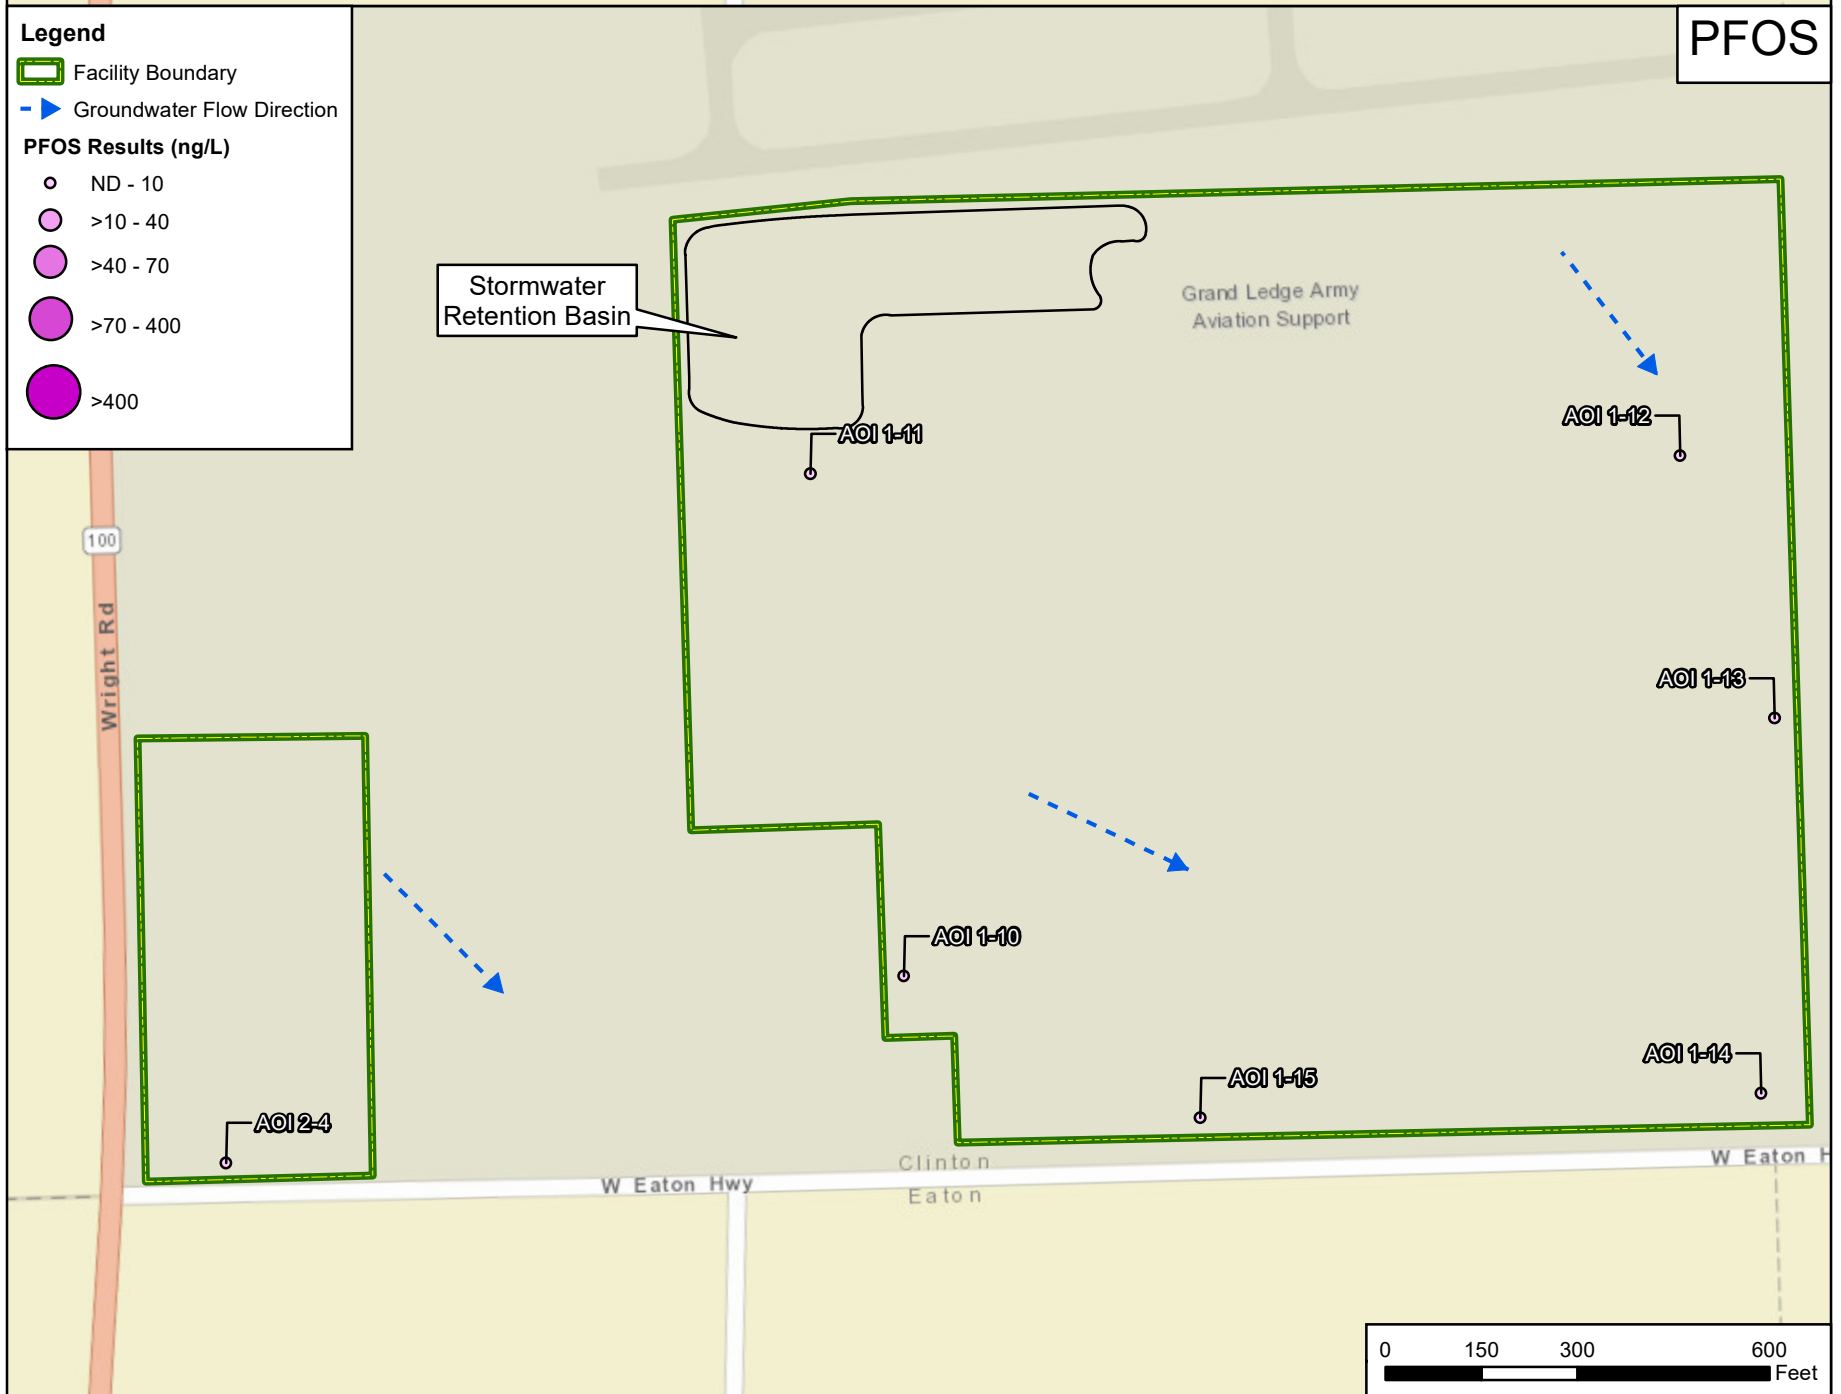 Legend
Facility Boundary
Groundwater Flow Direction
PFOS Results (ng/L)
ND - 10
>10 - 40
>40 - 70
>70 - 400
>400
PFOS
Stormwater
Retention Basin
Grand Ledge Army
Aviation Support
AOI 1-12
AOI 1-11
100
Wright Rd
AOI 1-13
AOI 1-10
AOI 1-14
AOI 1-15
AOI 2-4
Clinton
W Eaton H
W Eaton Hwy
Eaton
0 150 300 600
Feet